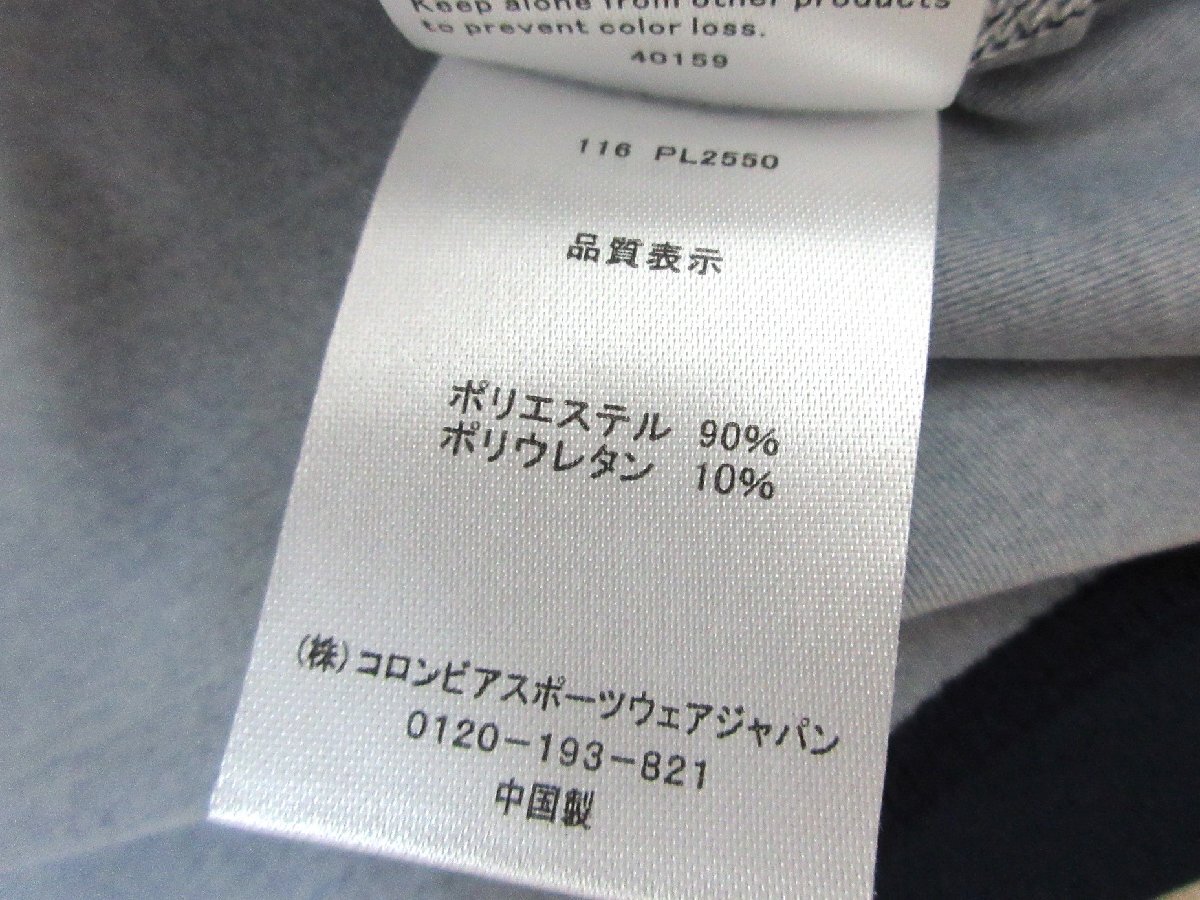 Keep alone from other products
to prevent color loss.
40159
116 PL2550
品質表示
ポリエステル 90%
ポリウレタン 10%
(株)コロンビアスポーツウェアジャパン
0120-193-821
中国製